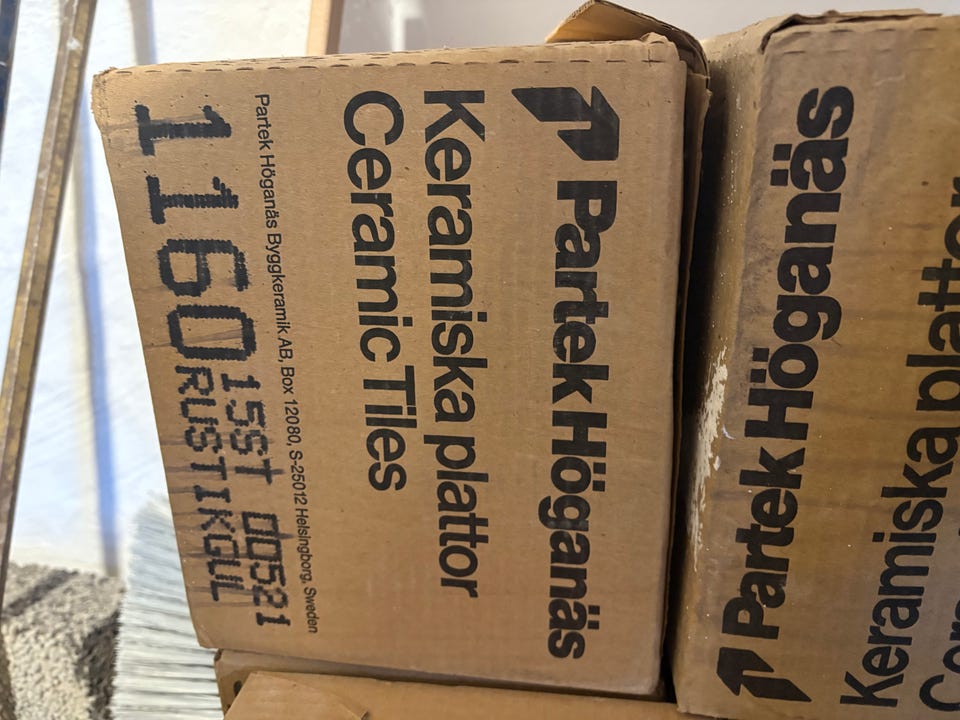 Partek Höganäs
Keramiska plattor
Ceramic Tiles
Partek Höganäs Byggkeramik AB, Box 12080, S-25012 Helsingborg, Sweden
1160 15ST 00521
RUSTIKGUL
Partek Höganäs
Keramiska plattor